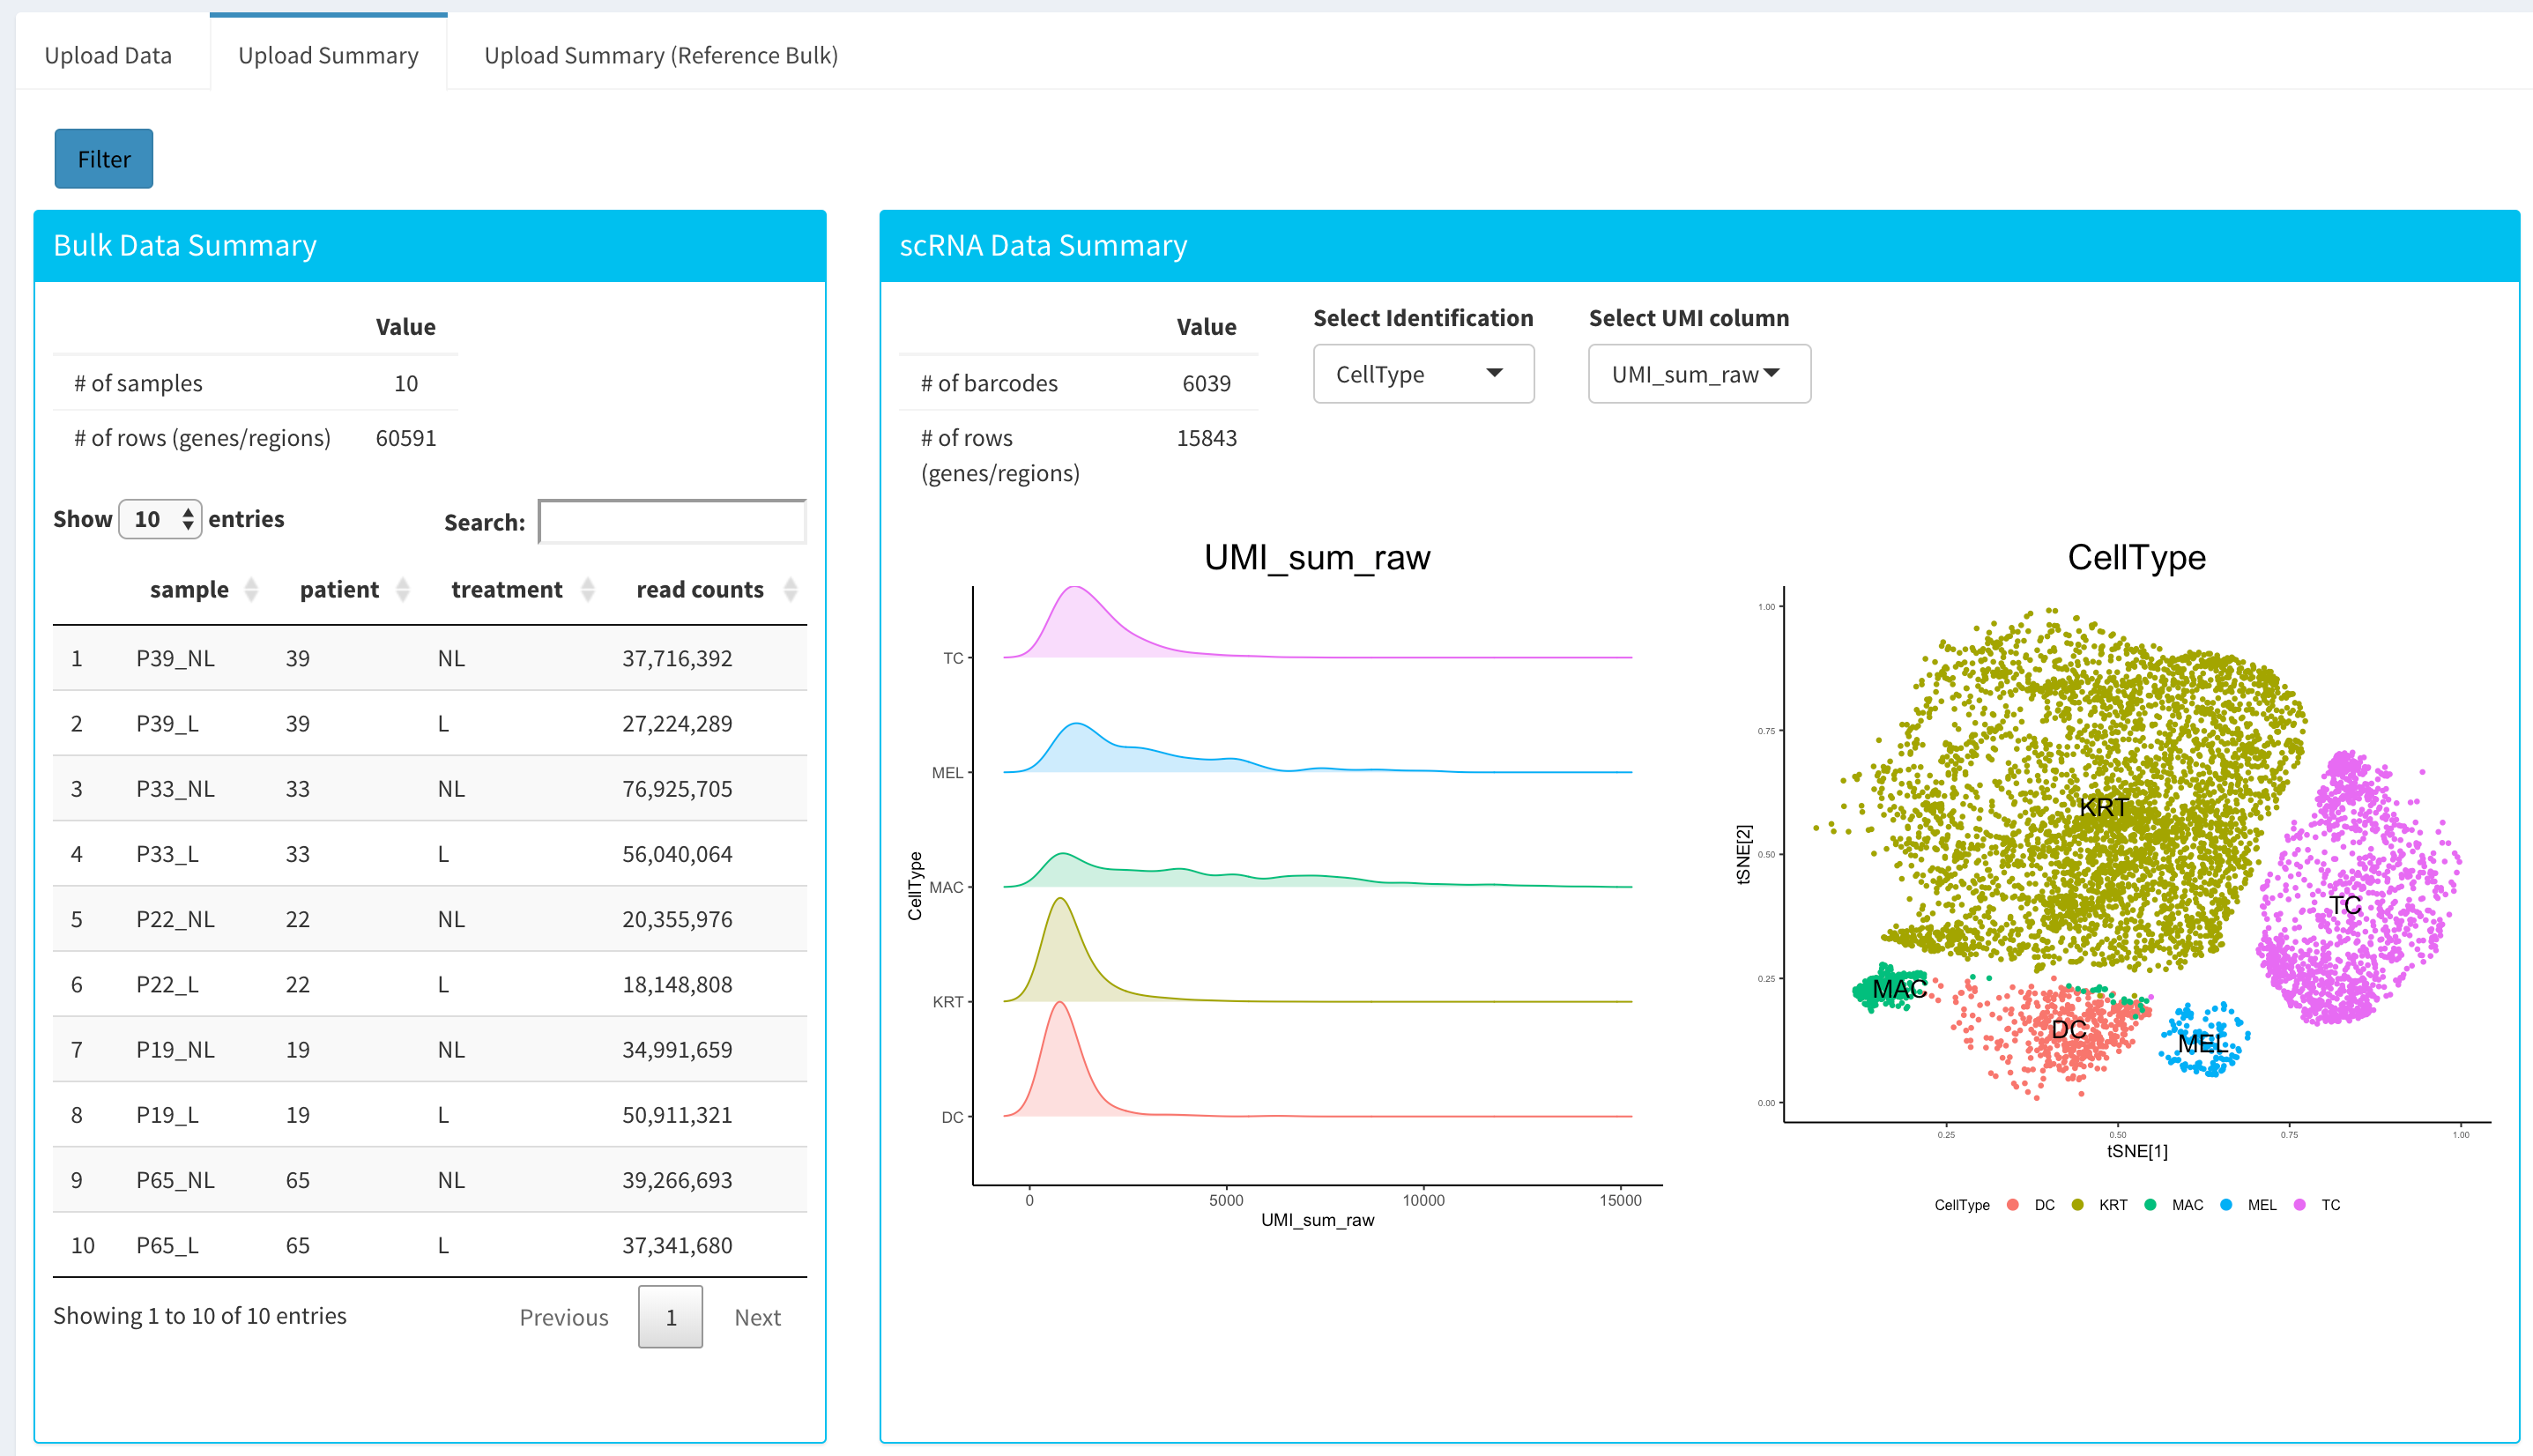 Upload Data Upload Summary Upload Summary (Reference Bulk)
Filter
Bulk Data Summary
Value
# of samples 10
# of rows (genes/regions) 60591
Show 10 entries Search:
sample patient treatment read counts
1 P39_NL 39 NL 37,716,392
2 P39_L 39 L 27,224,289
3 P33_NL 33 NL 76,925,705
4 P33_L 33 L 56,040,064
5 P22_NL 22 NL 20,355,976
6 P22_L 22 L 18,148,808
7 P19_NL 19 NL 34,991,659
8 P19_L 19 L 50,911,321
9 P65_NL 65 NL 39,266,693
10 P65_L 65 L 37,341,680
Showing 1 to 10 of 10 entries Previous 1 Next
scRNA Data Summary
Value
# of barcodes 6039
# of rows 15843
(genes/regions)
Select Identification Select UMI column
CellType UMI_sum_raw
UMI_sum_raw
CellType
TC
MEL
MAC
KRT
DC
0 5000 10000 15000
UMI_sum_raw
CellType
tSNE[2]
1.00
0.75
0.50
0.25
0.00
KRT
TC
MAC
DC
MEL
0.25 0.50 0.75 1.00
tSNE[1]
CellType DC KRT MAC MEL TC